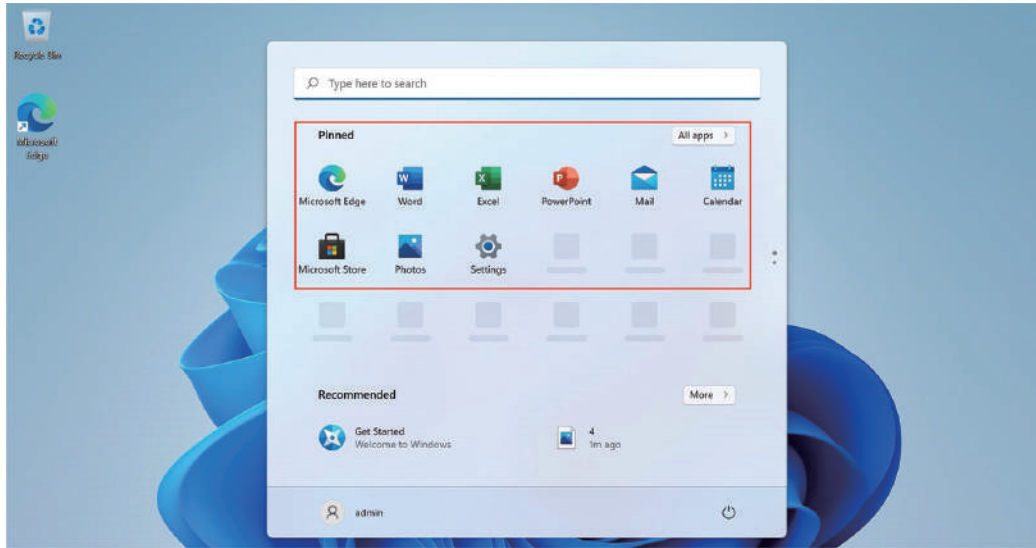 Recycle Bin
Microsoft
Edge
Type here to search
Pinned
All apps
Microsoft Edge
Word
Excel
PowerPoint
Mail
Calendar
Microsoft Store
Photos
Settings
Recommended
More
Get Started
Welcome to Windows
4
1m ago
admin